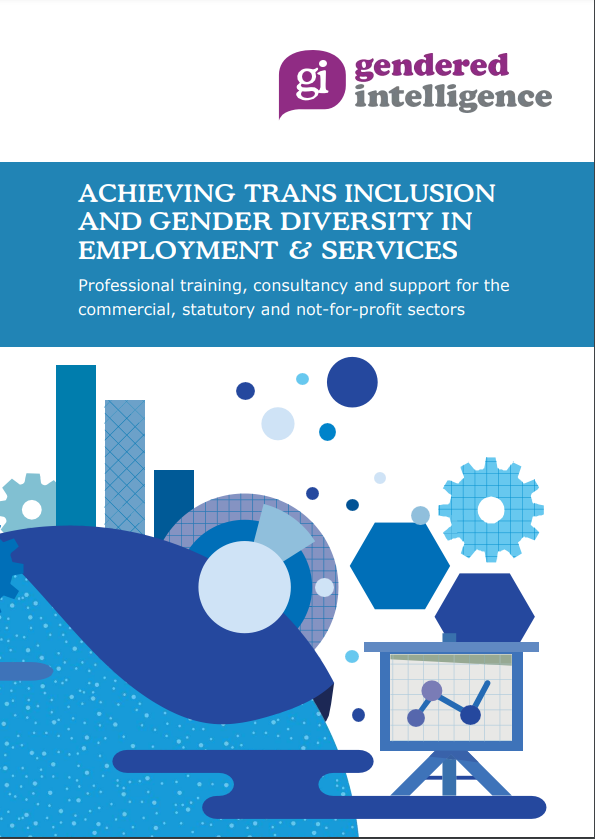 gi
gendered
intelligence
ACHIEVING TRANS INCLUSION
AND GENDER DIVERSITY IN
EMPLOYMENT & SERVICES
Professional training, consultancy and support for the
commercial, statutory and not-for-profit sectors